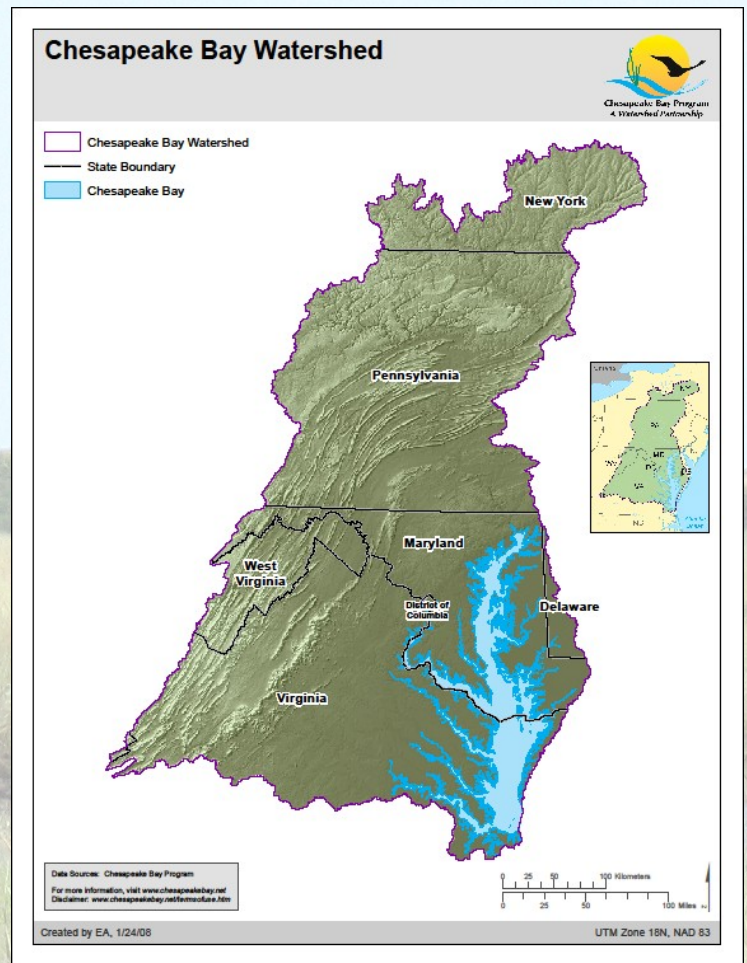 Chesapeake Bay Watershed
Chesapeake Bay Program
A Watershed Partnership
Chesapeake Bay Watershed
State Boundary
Chesapeake Bay
New York
Pennsylvania
PA
MD
VA
Maryland
West
Virginia
District of
Columbia
Delaware
Virginia
Data Sources: Chesapeake Bay Program
For more information, visit www.chesapeakebay.net
Disclaimer: www.chesapeakebay.net/termsofuse.htm
0 25 50 100 Kilometers
0 25 50 100 Miles
Created by EA, 1/24/08
UTM Zone 18N, NAD 83